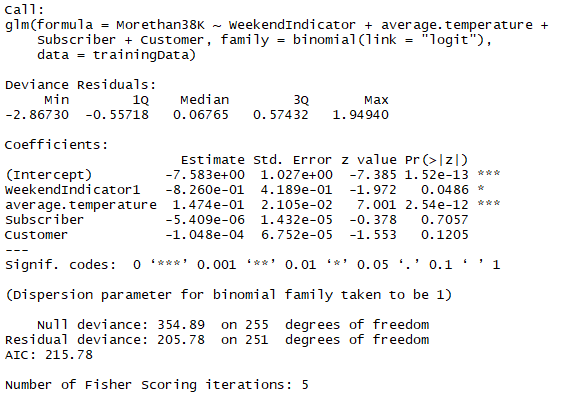 Call:
glm(formula = Morethan38K ~ WeekendIndicator + average.temperature +
    Subscriber + Customer, family = binomial(link = "logit"),
    data = trainingData)

Deviance Residuals:
     Min       1Q   Median       3Q      Max
-2.86730 -0.55718  0.06765  0.57432  1.94940

Coefficients:
                      Estimate Std. Error z value Pr(>|z|)
(Intercept)         -7.583e+00  1.027e+00  -7.385 1.52e-13 ***
WeekendIndicator1   -8.260e-01  4.189e-01  -1.972   0.0486 *
average.temperature  1.474e-01  2.105e-02   7.001 2.54e-12 ***
Subscriber          -5.409e-06  1.432e-05  -0.378   0.7057
Customer            -1.048e-04  6.752e-05  -1.553   0.1205
---
Signif. codes:  0 ‘***’ 0.001 ‘**’ 0.01 ‘*’ 0.05 ‘.’ 0.1 ‘ ’ 1

(Dispersion parameter for binomial family taken to be 1)

    Null deviance: 354.89  on 255  degrees of freedom
Residual deviance: 205.78  on 251  degrees of freedom
AIC: 215.78

Number of Fisher Scoring iterations: 5